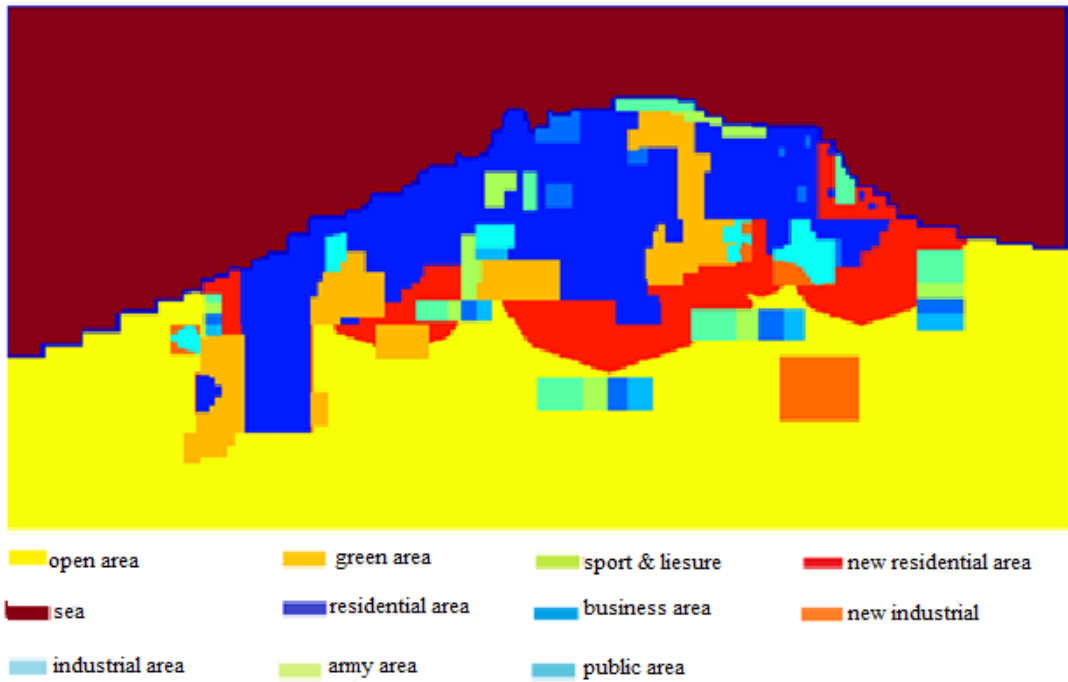 open area
green area
sport & liesure
new residential area
sea
residential area
business area
new industrial
industrial area
army area
public area